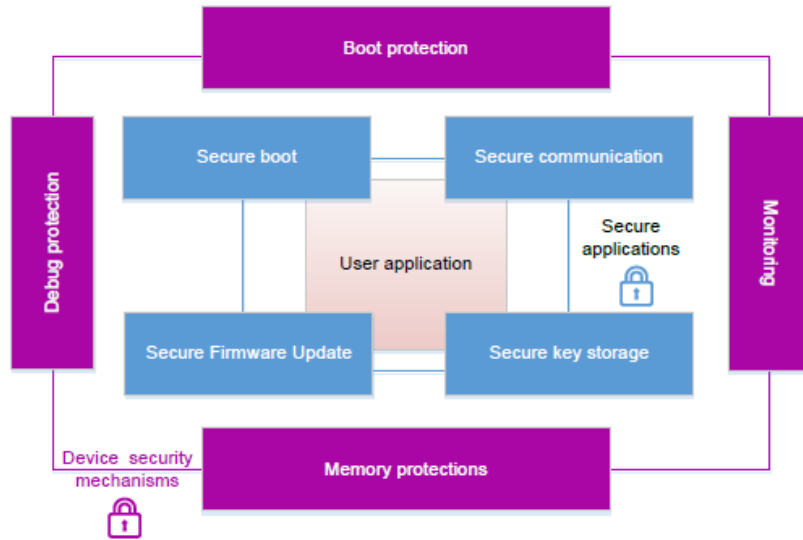 Boot protection
Secure boot
Secure communication
Debug protection
Monitoring
Secure
applications
User application
Secure Firmware Update
Secure key storage
Device security
mechanisms
Memory protections